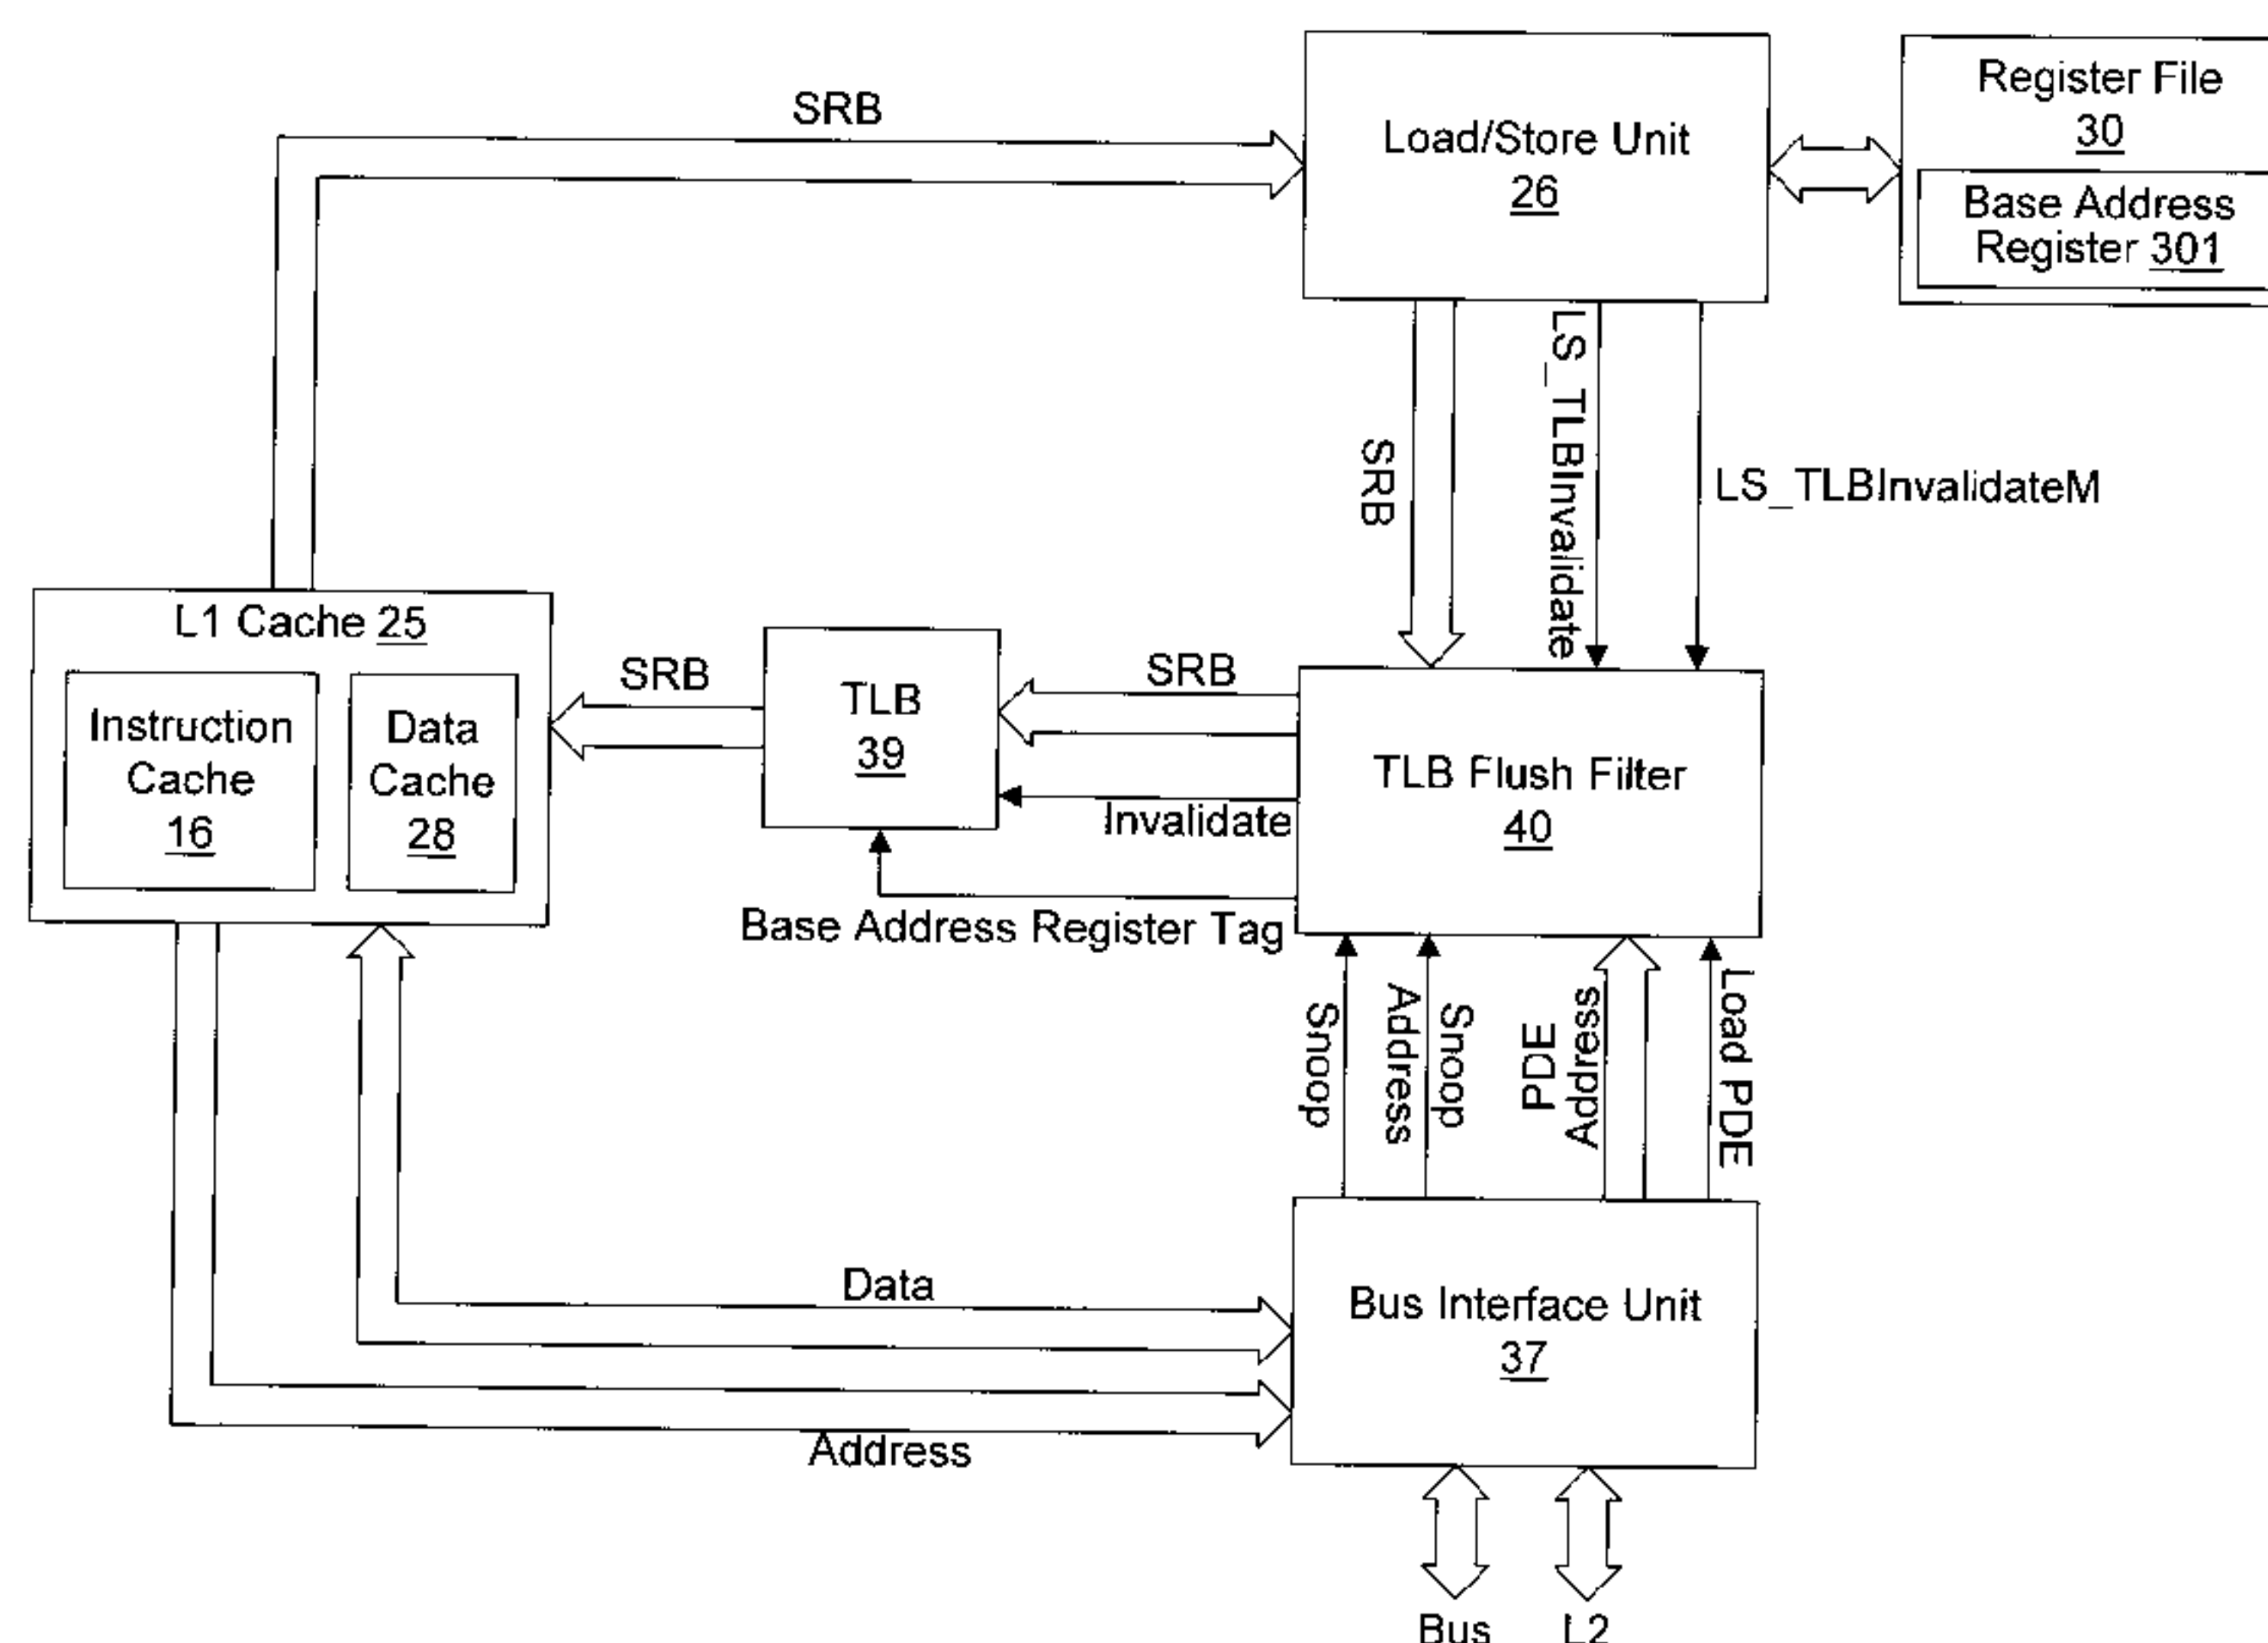 SRB
Load/Store Unit
26
Register File
30
Base Address
Register 301
SRB
LS_TLBInvalidate
LS_TLBInvalidateM
L1 Cache 25
Instruction
Cache
16
Data
Cache
28
SRB
TLB
39
SRB
Invalidate
Base Address Register Tag
TLB Flush Filter
40
Snoop
Snoop
Address
PDE
Address
Load PDE
Data
Address
Bus Interface Unit
37
Bus
L2